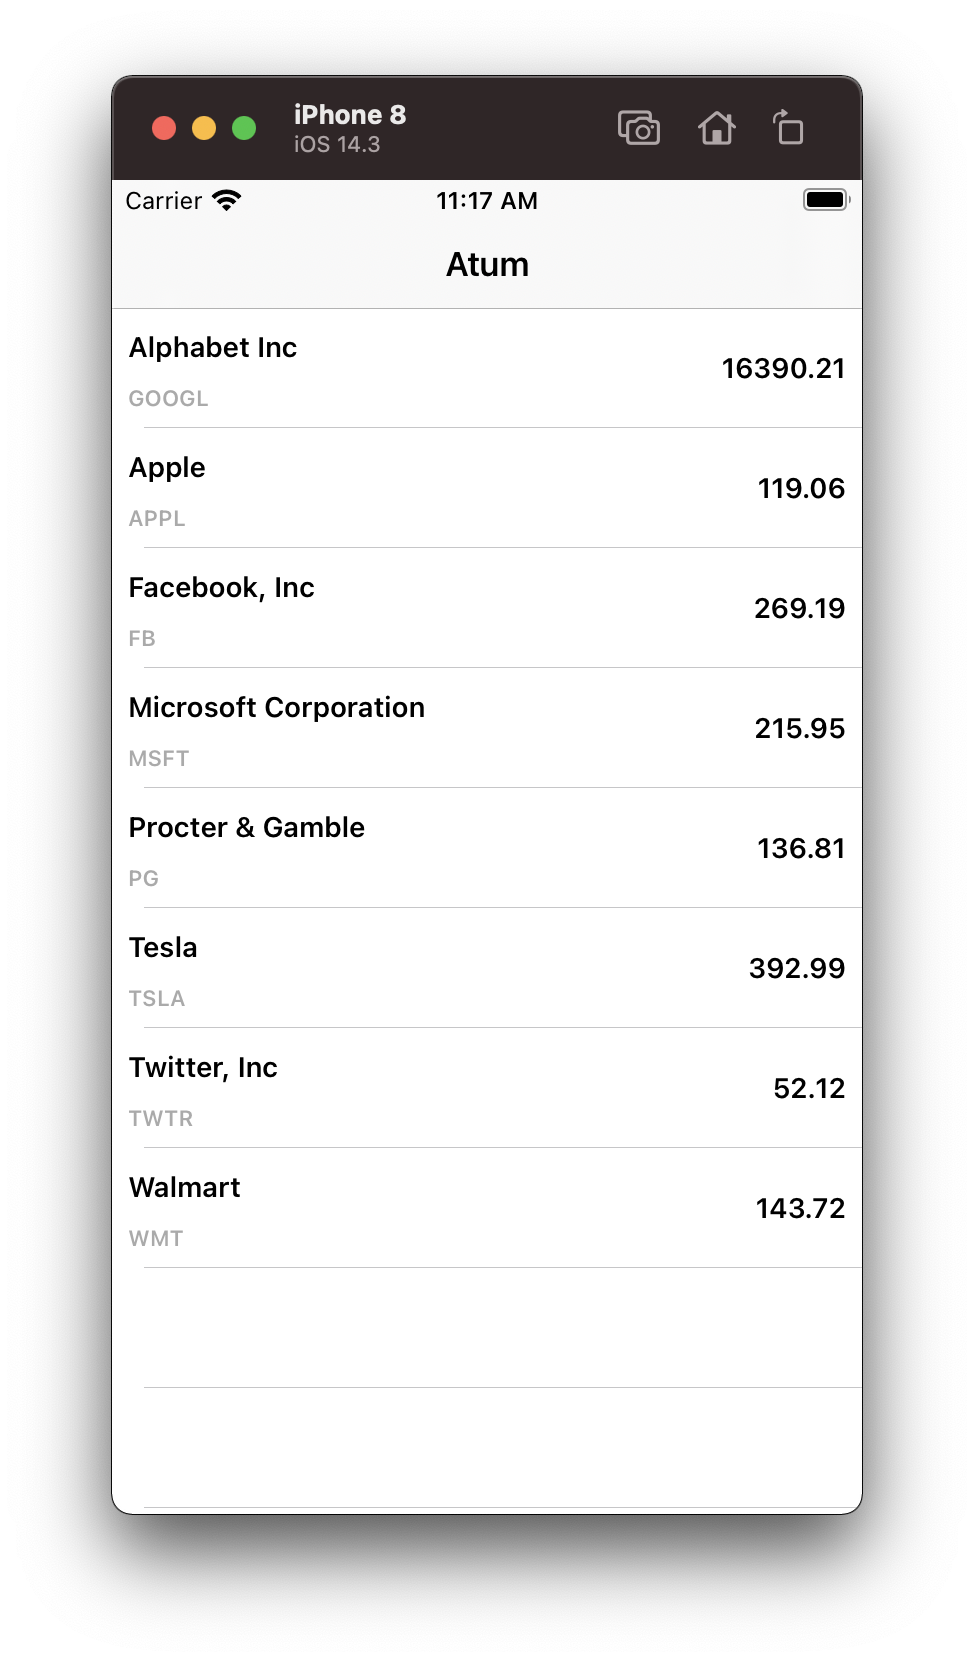 iPhone 8
iOS 14.3
Carrier 11:17 AM
Atum
Alphabet Inc
16390.21
GOOGL
Apple
119.06
APPL
Facebook, Inc
269.19
FB
Microsoft Corporation
215.95
MSFT
Procter & Gamble
136.81
PG
Tesla
392.99
TSLA
Twitter, Inc
52.12
TWTR
Walmart
143.72
WMT